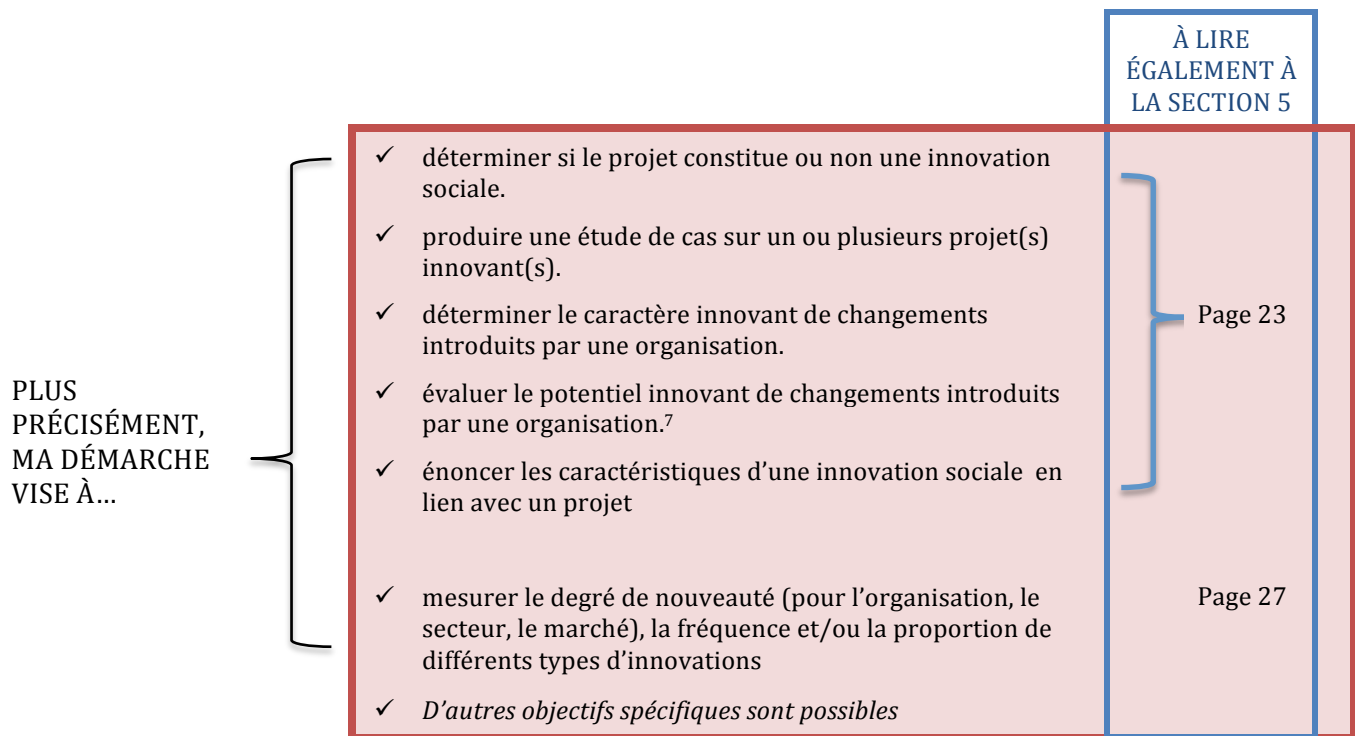 À LIRE
ÉGALEMENT À
LA SECTION 5
PLUS
PRÉCISÉMENT,
MA DÉMARCHE
VISE À…
✓ déterminer si le projet constitue ou non une innovation
sociale.
✓ produire une étude de cas sur un ou plusieurs projet(s)
innovant(s).
✓ déterminer le caractère innovant de changements
introduits par une organisation.
✓ évaluer le potentiel innovant de changements introduits
par une organisation.⁷
✓ énoncer les caractéristiques d’une innovation sociale en
lien avec un projet
Page 23
✓ mesurer le degré de nouveauté (pour l’organisation, le
secteur, le marché), la fréquence et/ou la proportion de
différents types d’innovations
Page 27
✓ D’autres objectifs spécifiques sont possibles